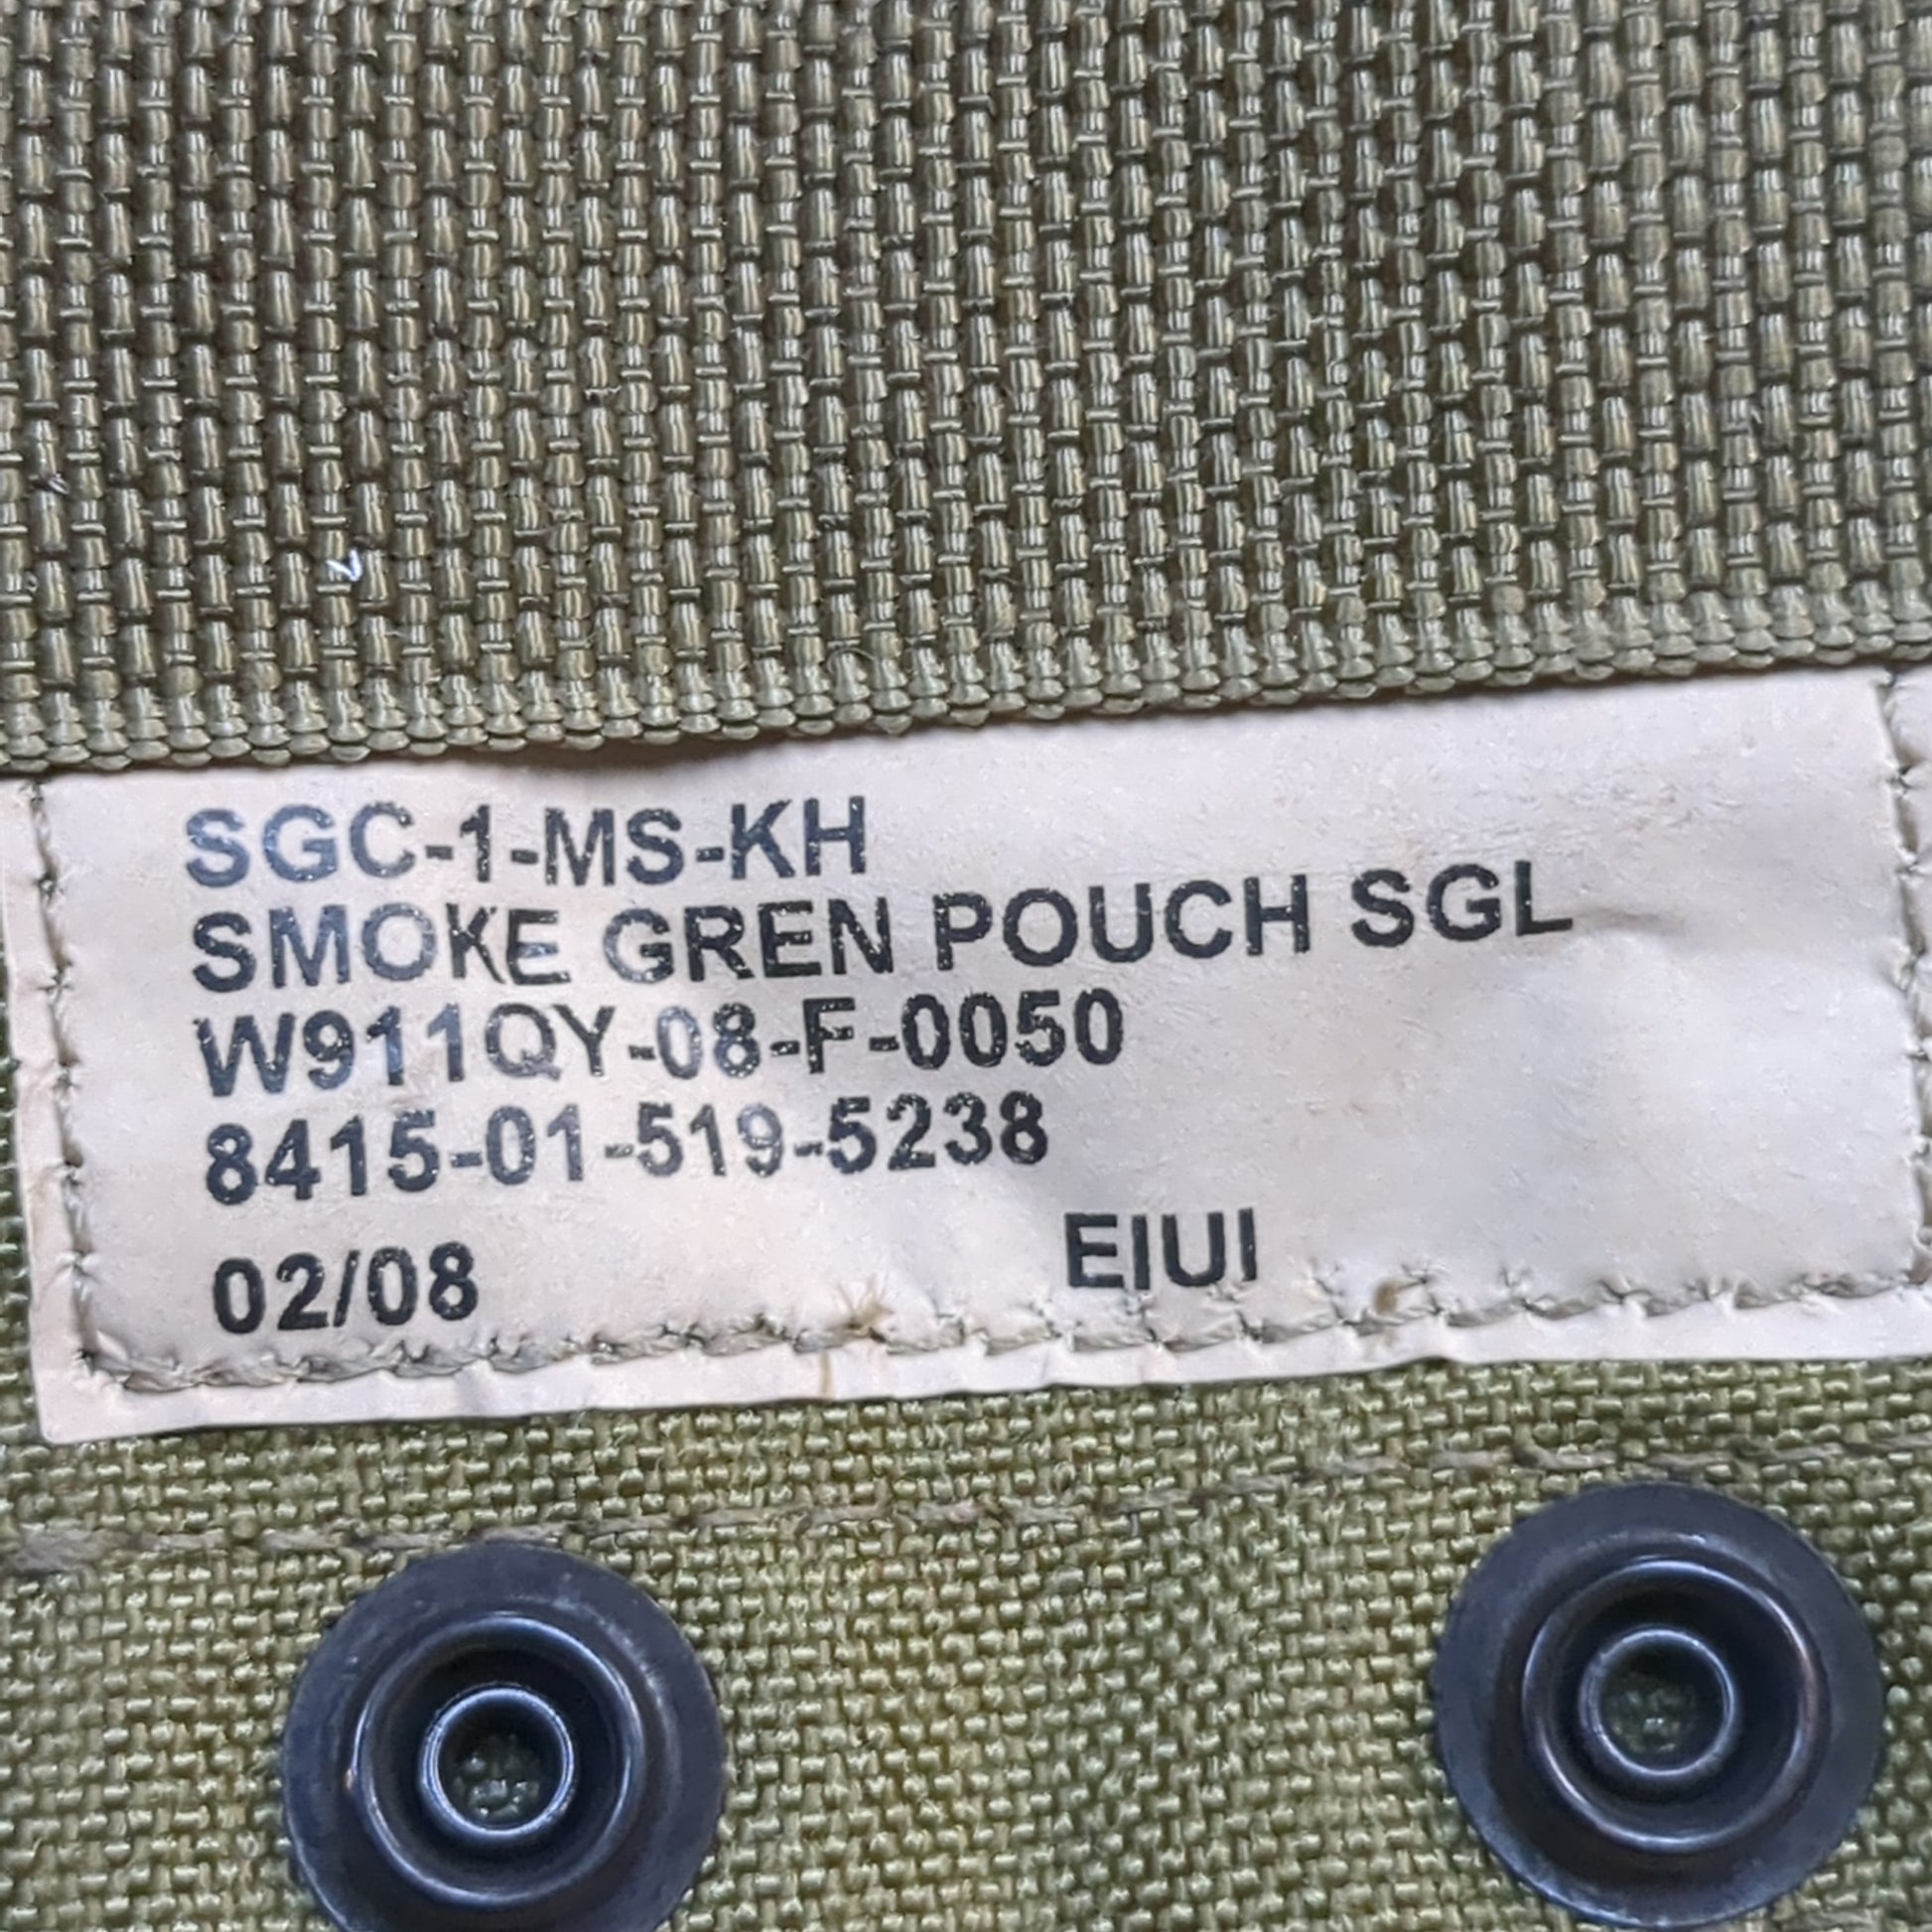 SGC-1-MS-KH
SMOKE GREN POUCH SGL
W911QY-08-F-0050
8415-01-519-5238
02/08 EIUI